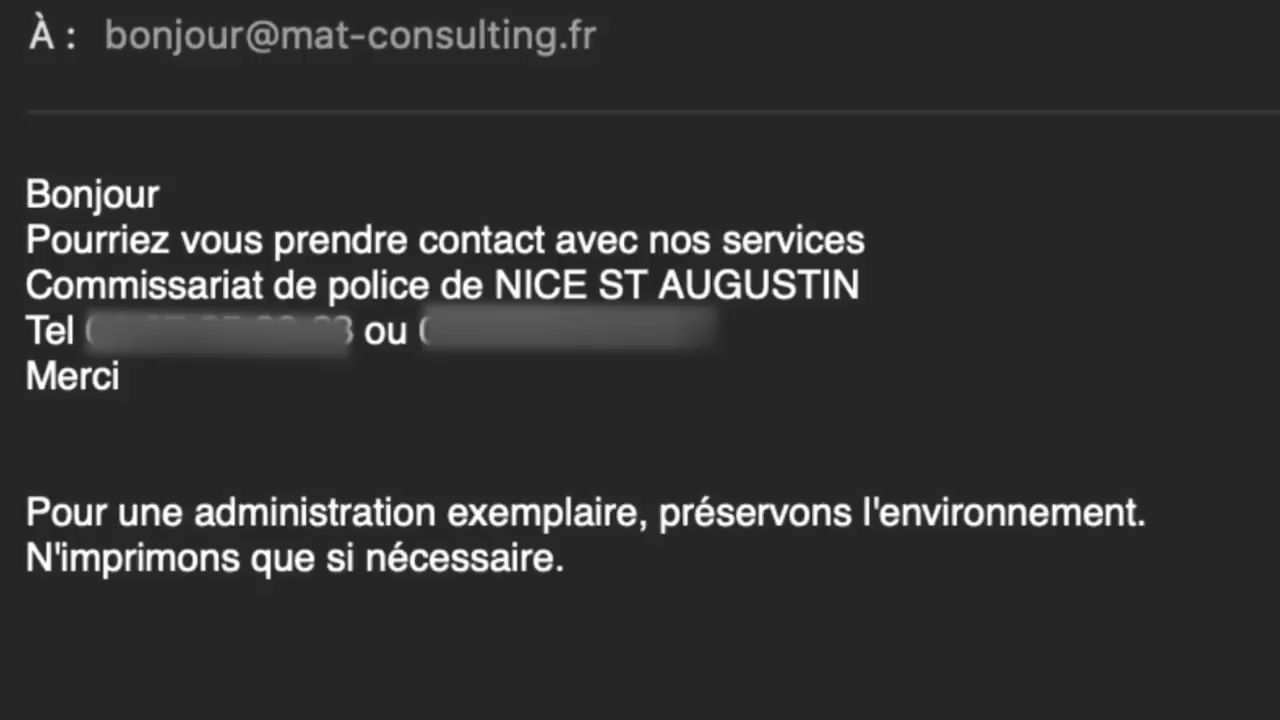 À : bonjour@mat-consulting.fr
Bonjour
Pourriez vous prendre contact avec nos services
Commissariat de police de NICE ST AUGUSTIN
Tel ou
Merci
Pour une administration exemplaire, préservons l'environnement.
N'imprimons que si nécessaire.